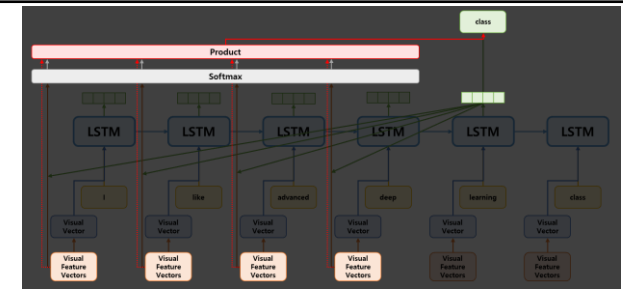 class
Product
Softmax
LSTM LSTM LSTM LSTM LSTM LSTM
I like advanced deep learning class
Visual Visual Visual Visual Visual Visual
Vector Vector Vector Vector Vector Vector
Visual Visual Visual Visual Visual Visual
Feature Feature Feature Feature Feature Feature
Vectors Vectors Vectors Vectors Vectors Vectors